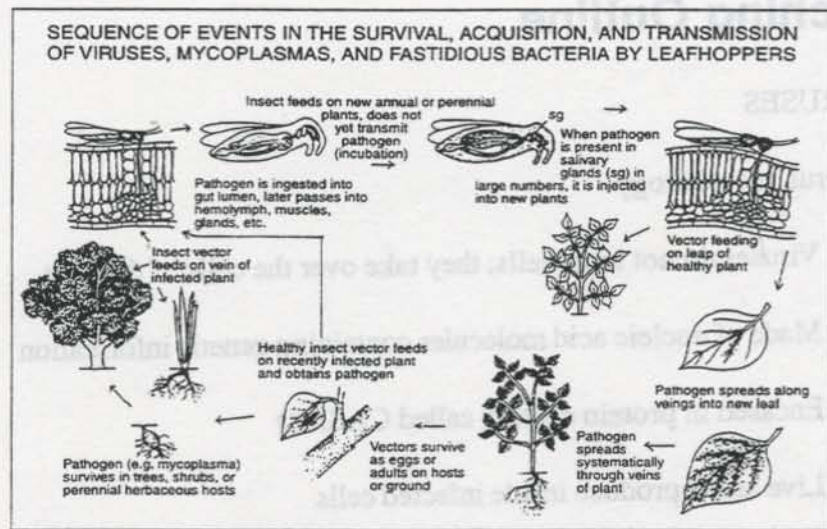 SEQUENCE OF EVENTS IN THE SURVIVAL, ACQUISITION, AND TRANSMISSION
OF VIRUSES, MYCOPLASMAS, AND FASTIDIOUS BACTERIA BY LEAFHOPPERS
Insect feeds on new annual or perennial
plants, does not
yet transmit
pathogen
(incubation)
Pathogen is ingested into
gut lumen, later passes into
hemolymph, muscles,
glands, etc.
sg
When pathogen
is present in
salivary
glands (sg) in
large numbers, it is injected
into new plants
Vector feeding
on leap of
healthy plant
Insect vector
feeds on vein of
infected plant
Healthy insect vector feeds
on recently infected plant
and obtains pathogen
Pathogen spreads along
veings into new leaf
Pathogen
spreads
systematically
through veins
of plant
Vectors survive
as eggs or
adults on hosts
or ground
Pathogen (e.g. mycoplasma)
survives in trees, shrubs, or
perennial herbaceous hosts